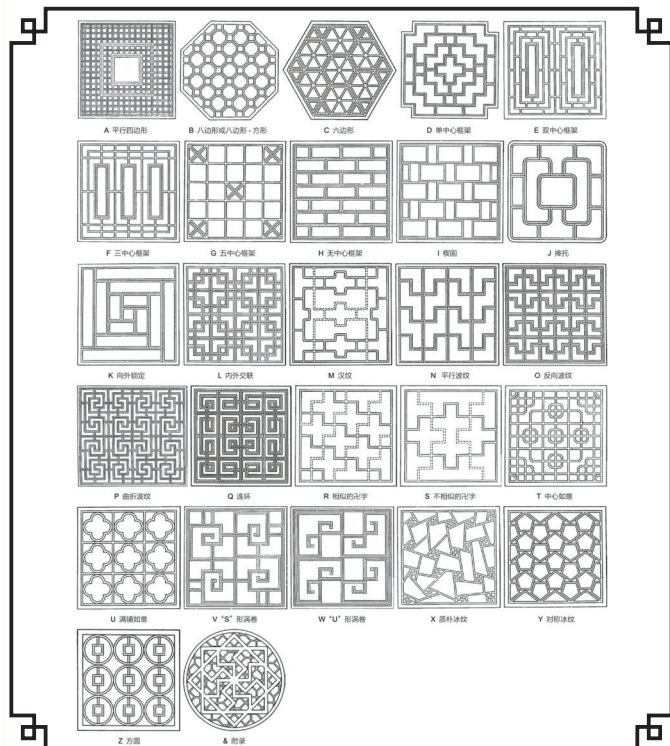 A 平行四边形
B 八边形或八边形 - 方形
C 六边形
D 单中心框架
E 双中心框架
F 三中心框架
G 五中心框架
H 无中心框架
I 楔固
J 捧托
K 向外锁定
L 内外交联
M 汉纹
N 平行波纹
O 反向波纹
P 曲折波纹
Q 连环
R 相似的卍字
S 不相似的卍字
T 中心如意
U 满铺如意
V “S”形涡卷
W “U”形涡卷
X 质朴冰纹
Y 对称冰纹
Z 方圆
& 附录